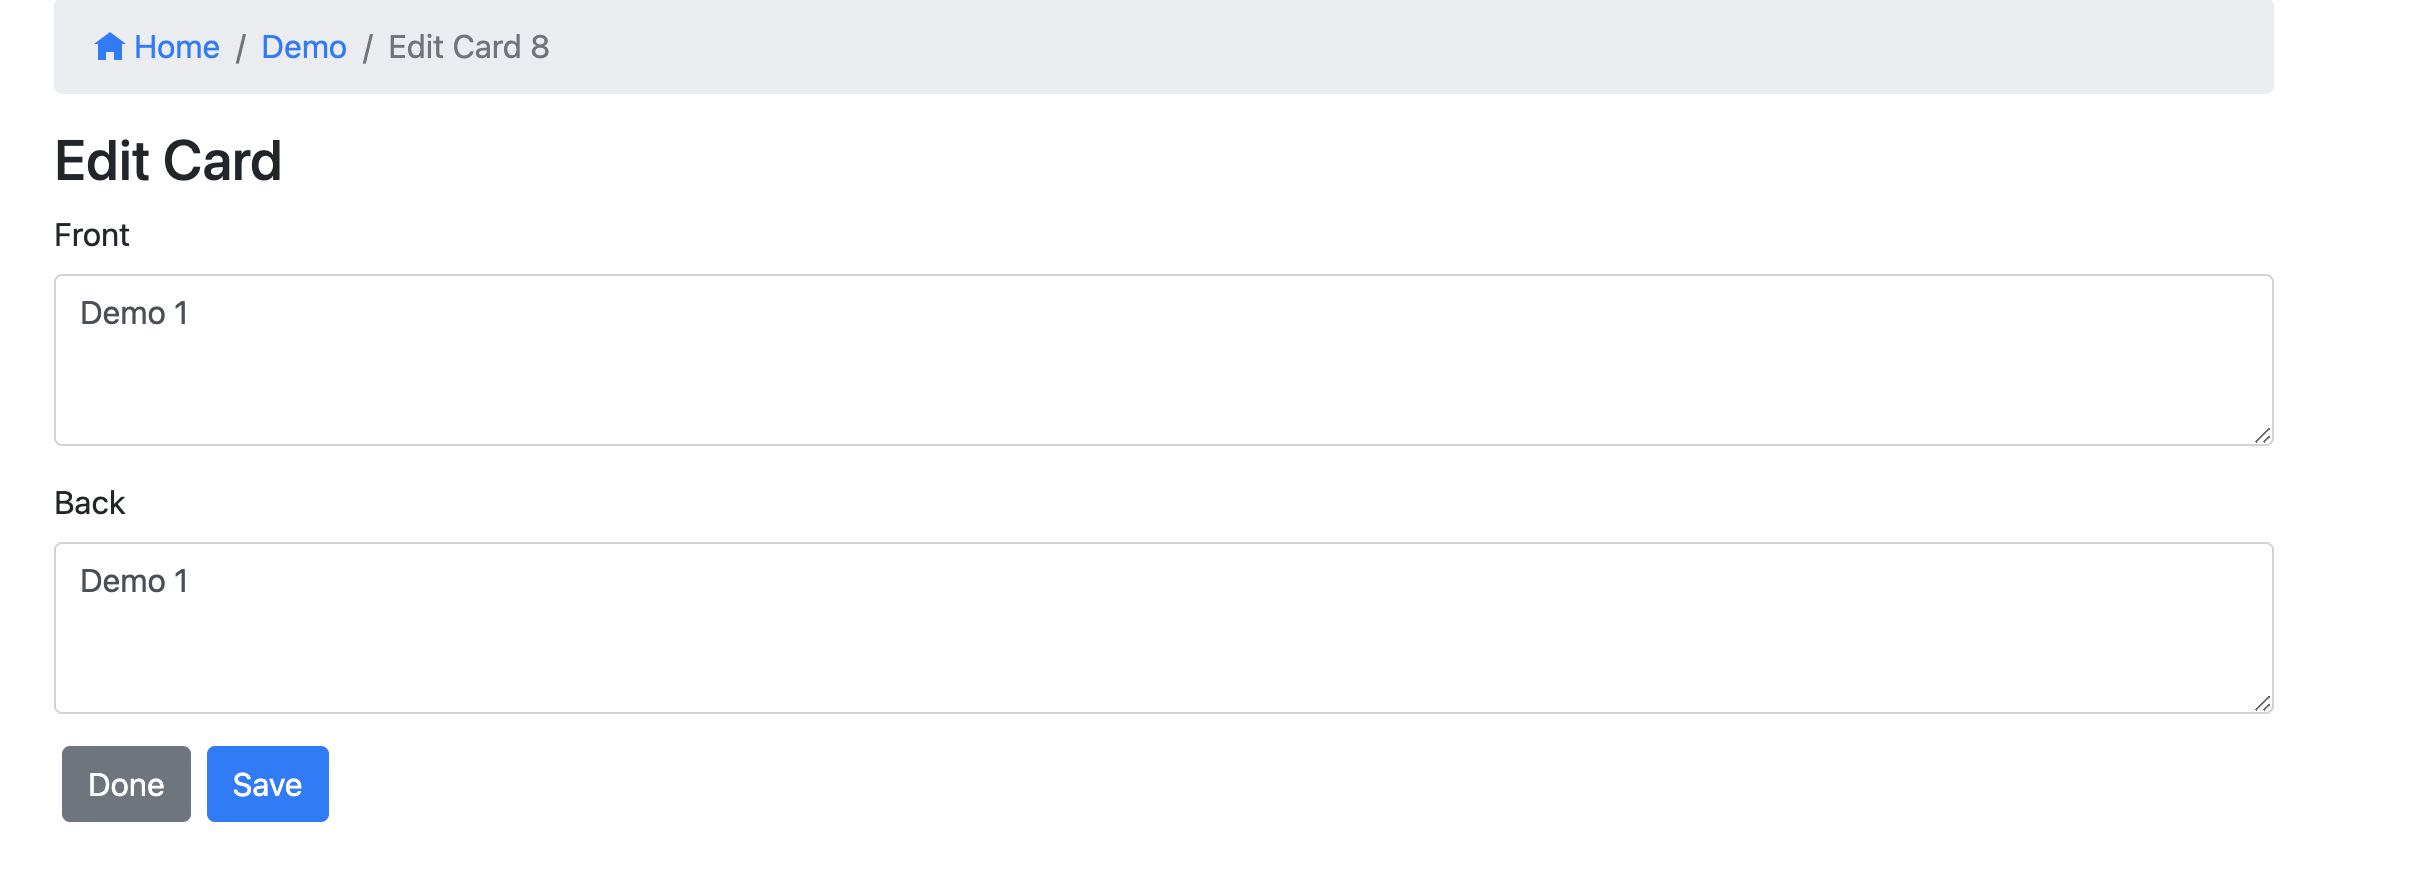 Home / Demo / Edit Card 8
Edit Card
Front
Demo 1
Back
Demo 1
Done Save